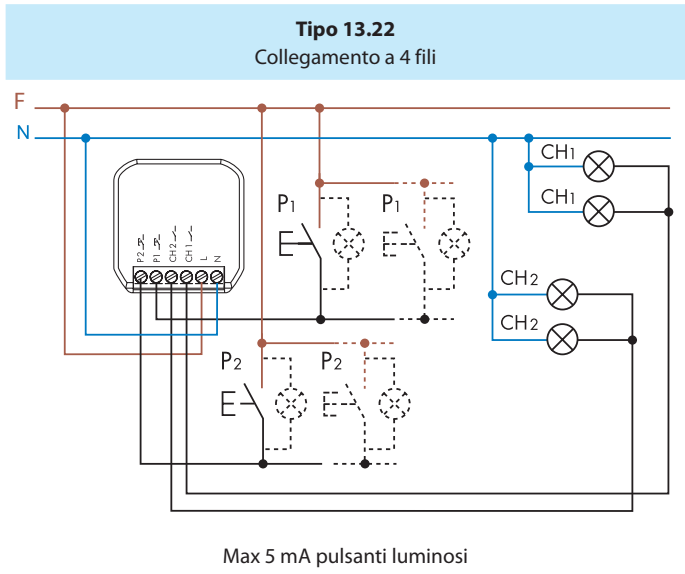 Tipo 13.22
Collegamento a 4 fili
F
N
CH1
CH1
P1
P1
P2
P1
CH2
CH1
L
N
CH2
CH2
P2
P2
Max 5 mA pulsanti luminosi